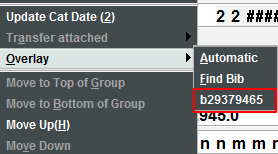 Update Cat Date (2)
Transfer attached
Overlay
Move to Top of Group
Move to Bottom of Group
Move Up(H)
Move Down
Automatic
Find Bib
b29379465
2 2 ####
945.0
n n m m n